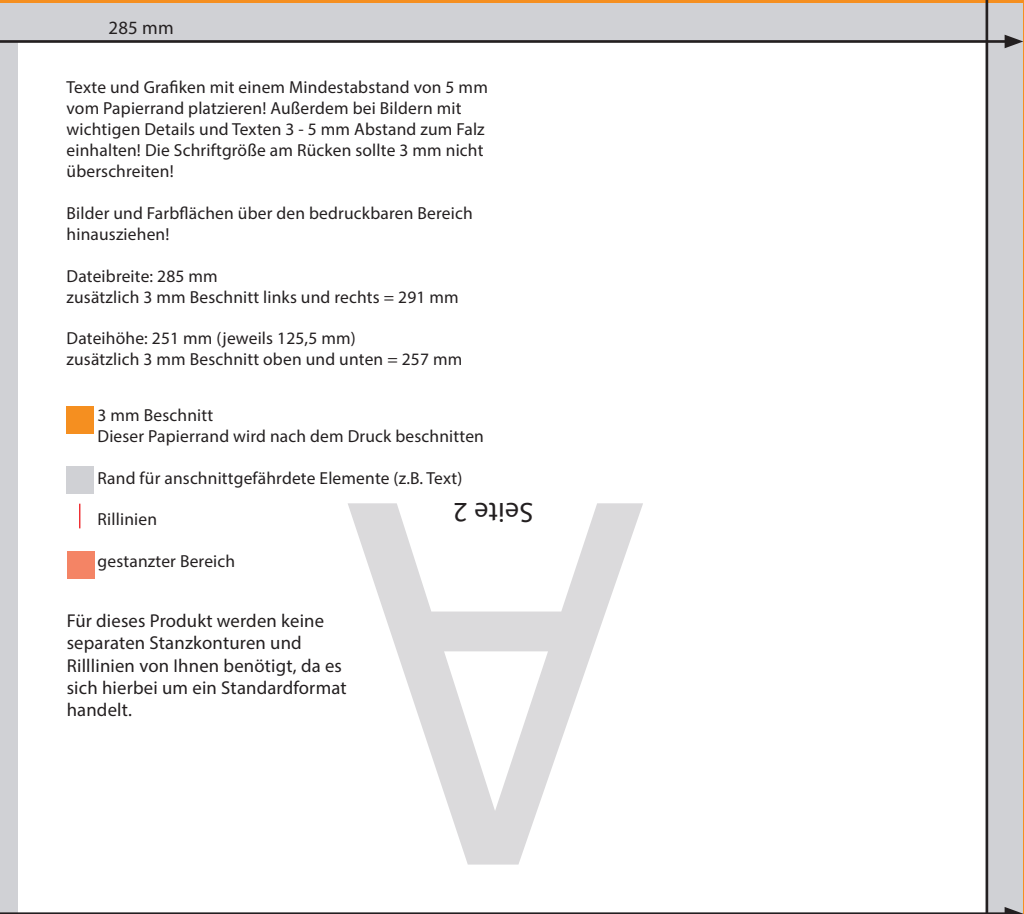 285 mm
Texte und Grafiken mit einem Mindestabstand von 5 mm
vom Papierrand platzieren! Außerdem bei Bildern mit
wichtigen Details und Texten 3 - 5 mm Abstand zum Falz
einhalten! Die Schriftgröße am Rücken sollte 3 mm nicht
überschreiten!
Bilder und Farbflächen über den bedruckbaren Bereich
hinausziehen!
Dateibreite: 285 mm
zusätzlich 3 mm Beschnitt links und rechts = 291 mm
Dateihöhe: 251 mm (jeweils 125,5 mm)
zusätzlich 3 mm Beschnitt oben und unten = 257 mm
3 mm Beschnitt
Dieser Papierrand wird nach dem Druck beschnitten
Rand für anschnittgefährdete Elemente (z.B. Text)
Seite 2
A
Rillinien
gestanzter Bereich
Für dieses Produkt werden keine
separaten Stanzkonturen und
Rilllinien von Ihnen benötigt, da es
sich hierbei um ein Standardformat
handelt.